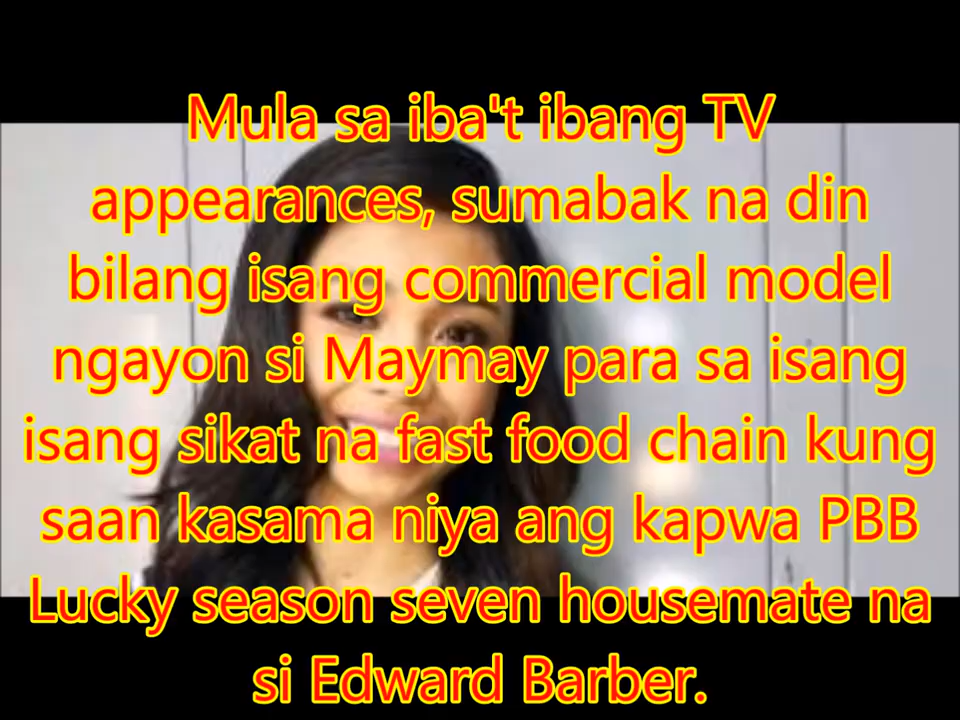 Mula sa iba't ibang TV
appearances, sumabak na din
bilang isang commercial model
ngayon si Maymay para sa isang
isang sikat na fast food chain kung
saan kasama niya ang kapwa PBB
Lucky season seven housemate na
si Edward Barber.